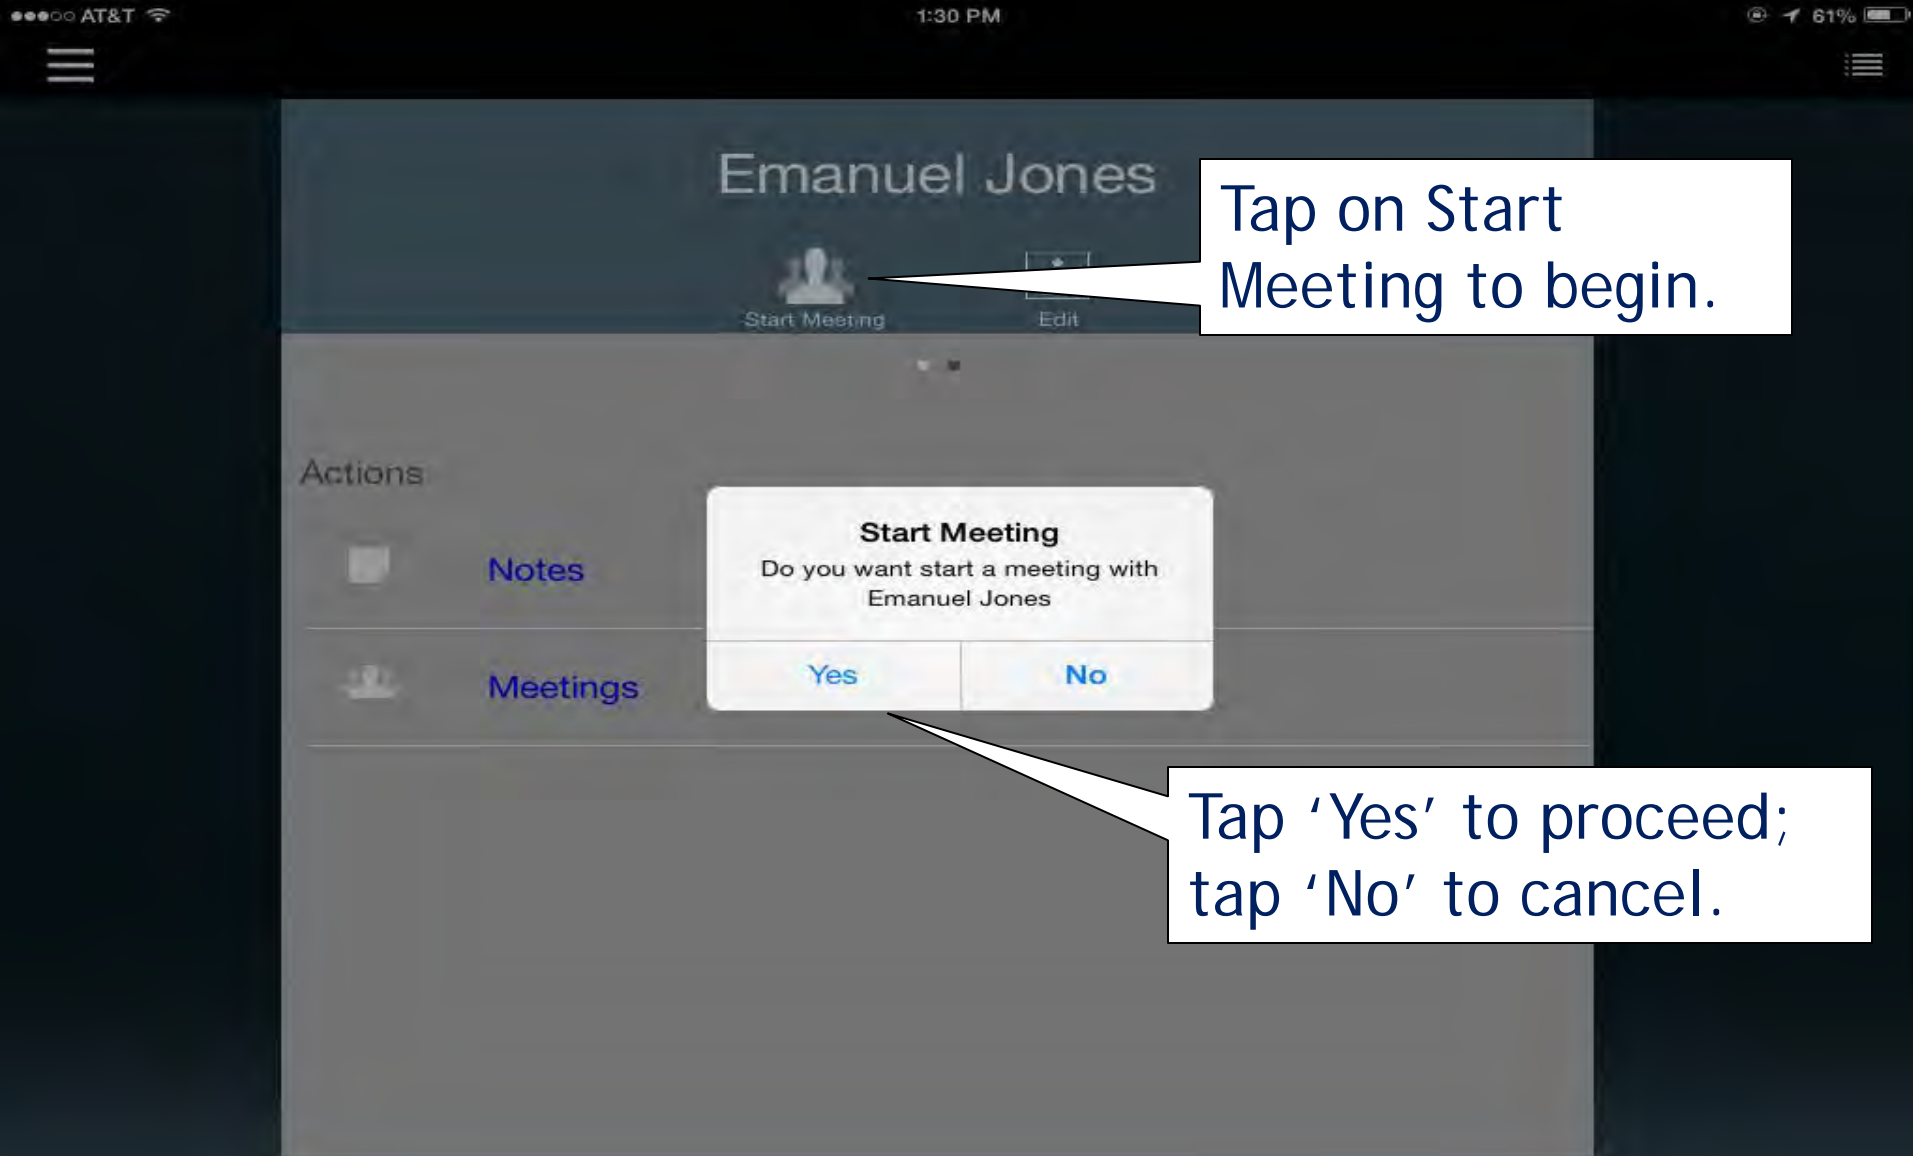 AT&T
1:30 PM
61%
Emanuel Jones
Start Meeting
Edit
Tap on Start
Meeting to begin.
Actions
Notes
Meetings
Start Meeting
Do you want start a meeting with
Emanuel Jones
Yes
No
Tap ‘Yes’ to proceed;
tap ‘No’ to cancel.